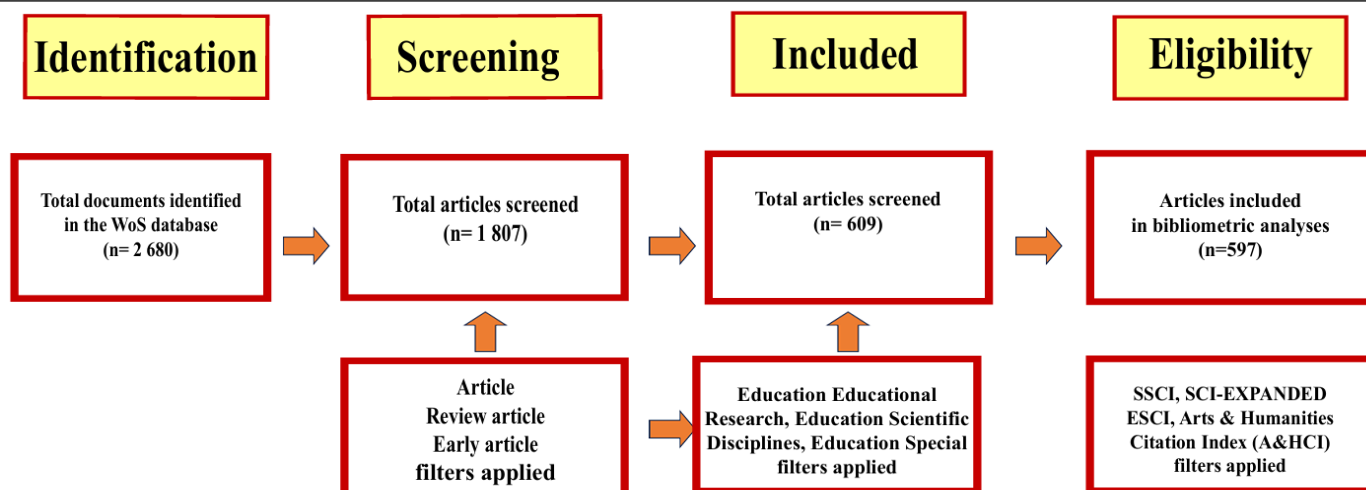 Identification
Screening
Included
Eligibility
Total documents identified
in the WoS database
(n= 2 680)
Total articles screened
(n= 1 807)
Total articles screened
(n= 609)
Articles included
in bibliometric analyses
(n=597)
Article
Review article
Early article
filters applied
Education Educational
Research, Education Scientific
Disciplines, Education Special
filters applied
SSCI, SCI-EXPANDED
ESCI, Arts & Humanities
Citation Index (A&HCI)
filters applied